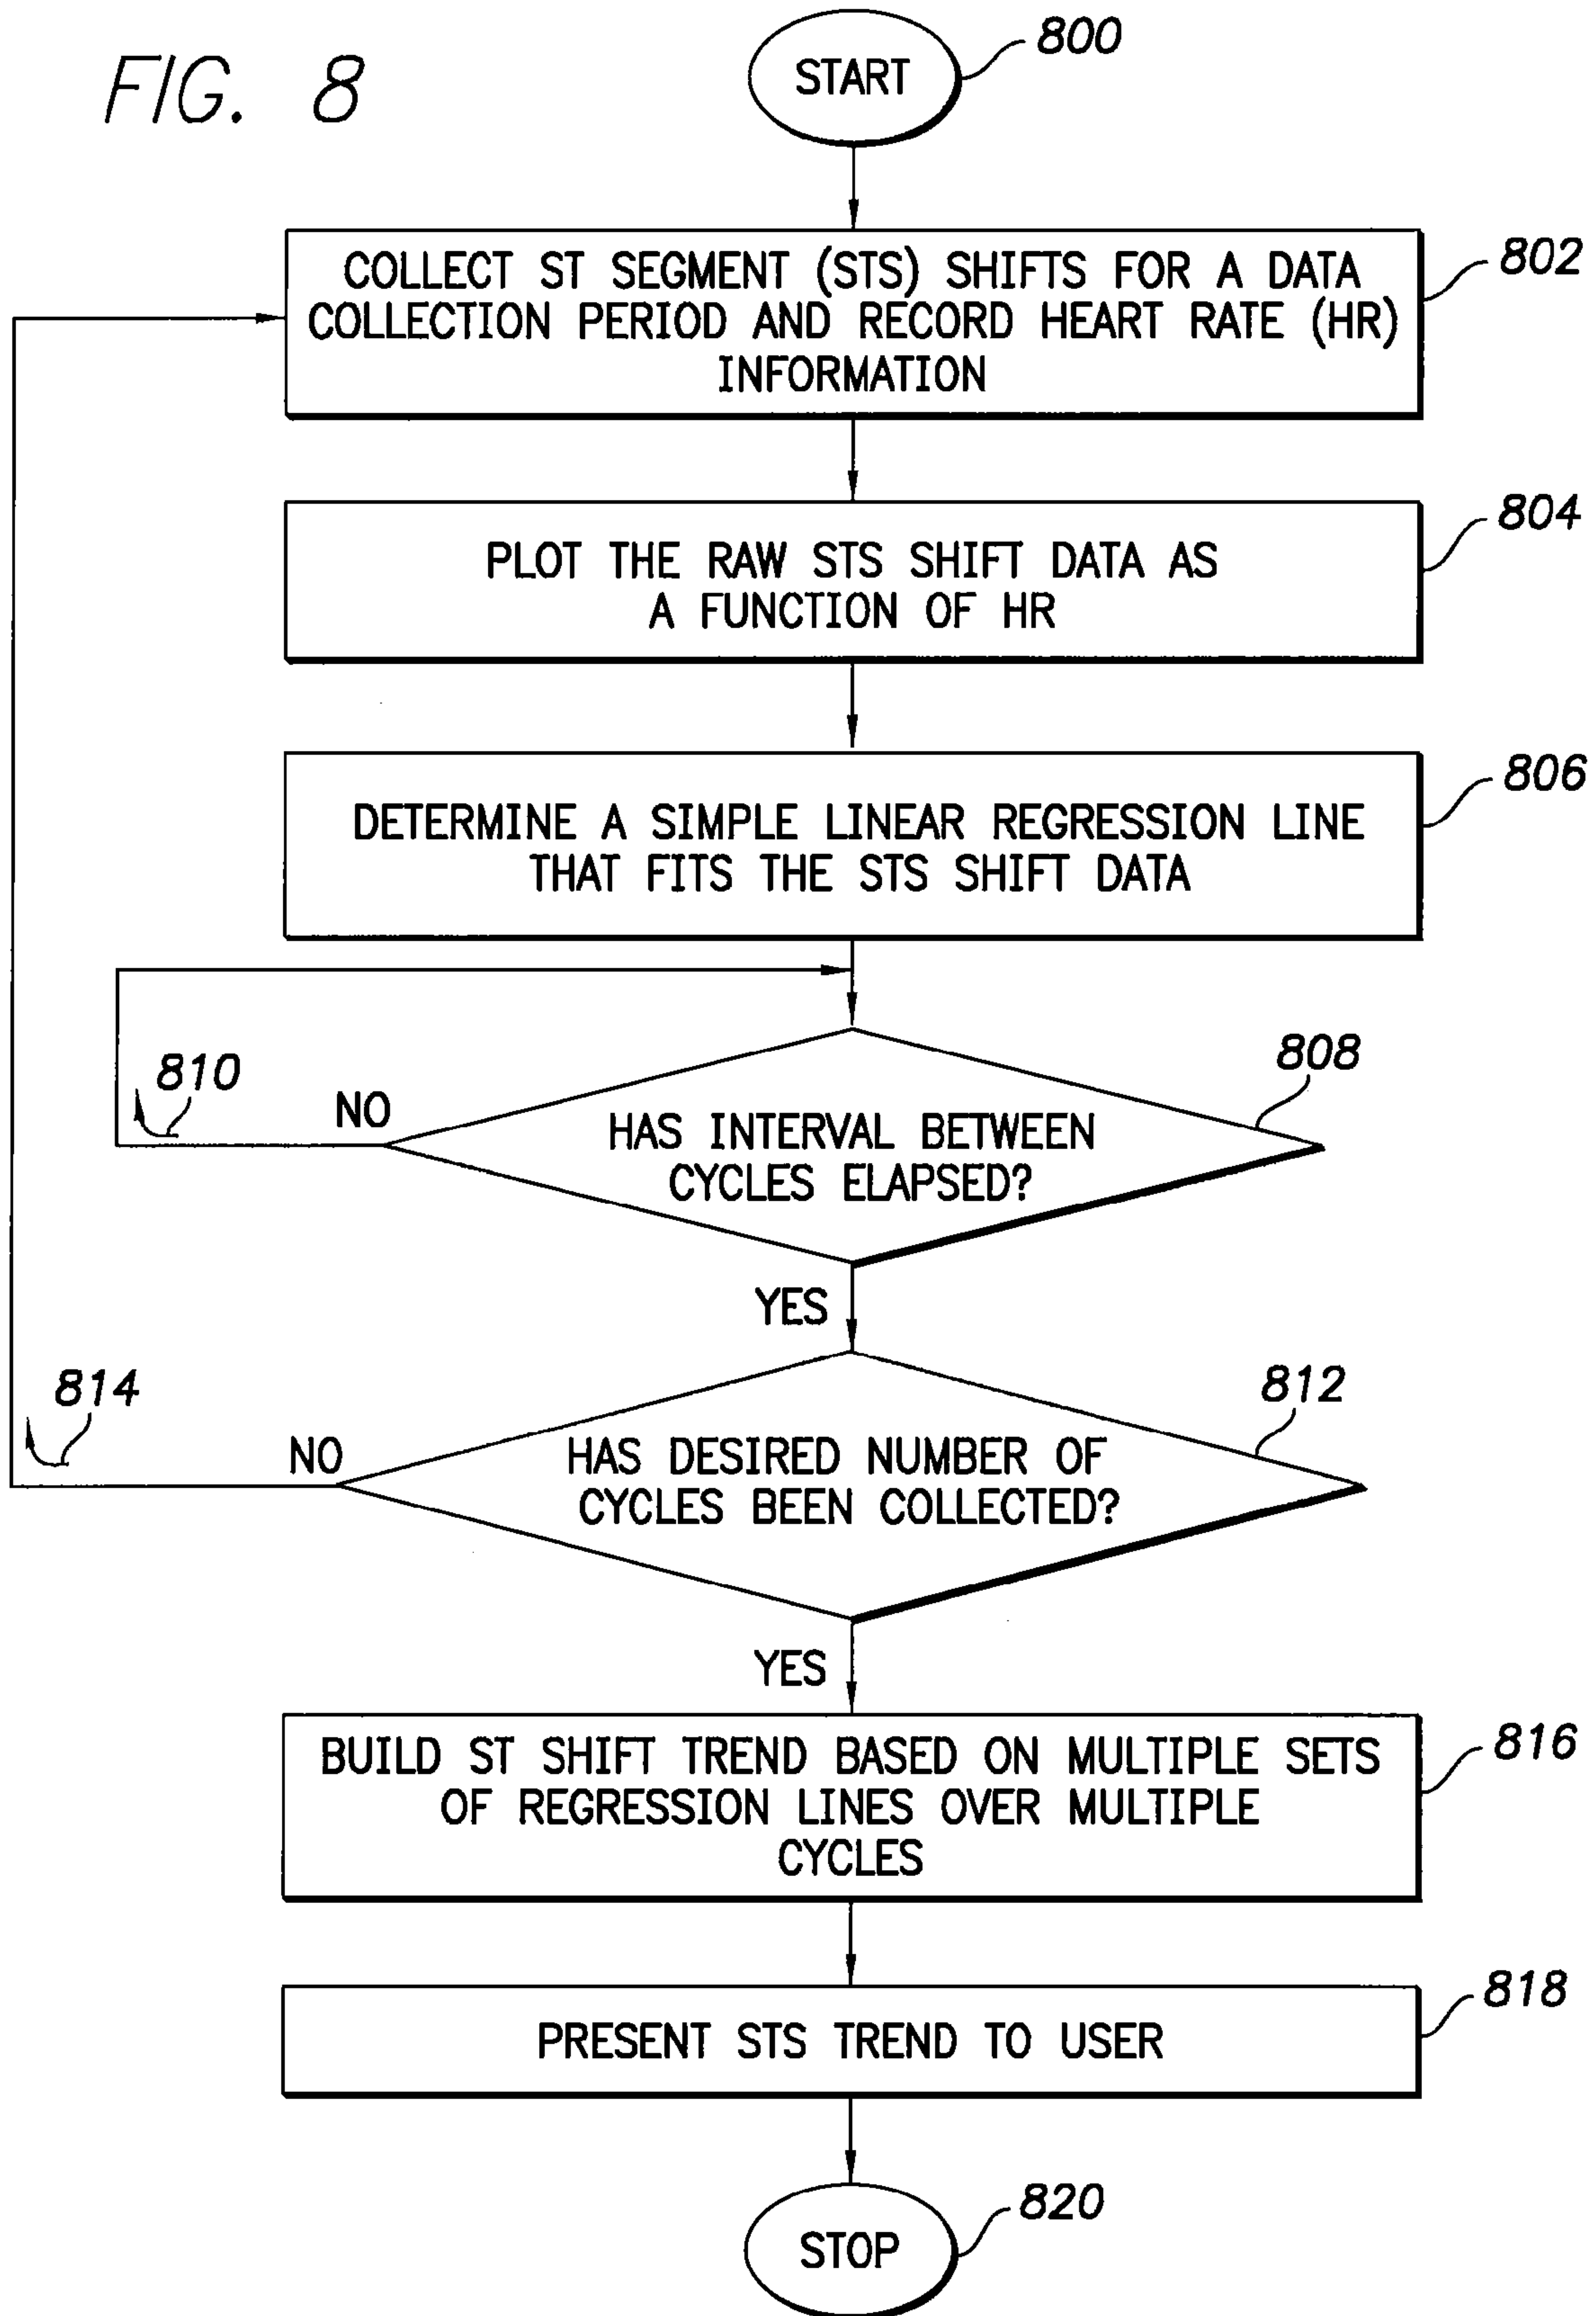 FIG. 8
START
800
COLLECT ST SEGMENT (STS) SHIFTS FOR A DATA
COLLECTION PERIOD AND RECORD HEART RATE (HR)
INFORMATION
802
PLOT THE RAW STS SHIFT DATA AS
A FUNCTION OF HR
804
DETERMINE A SIMPLE LINEAR REGRESSION LINE
THAT FITS THE STS SHIFT DATA
806
808
810
NO
HAS INTERVAL BETWEEN
CYCLES ELAPSED?
YES
812
814
NO
HAS DESIRED NUMBER OF
CYCLES BEEN COLLECTED?
YES
BUILD ST SHIFT TREND BASED ON MULTIPLE SETS
OF REGRESSION LINES OVER MULTIPLE
CYCLES
816
PRESENT STS TREND TO USER
818
STOP
820